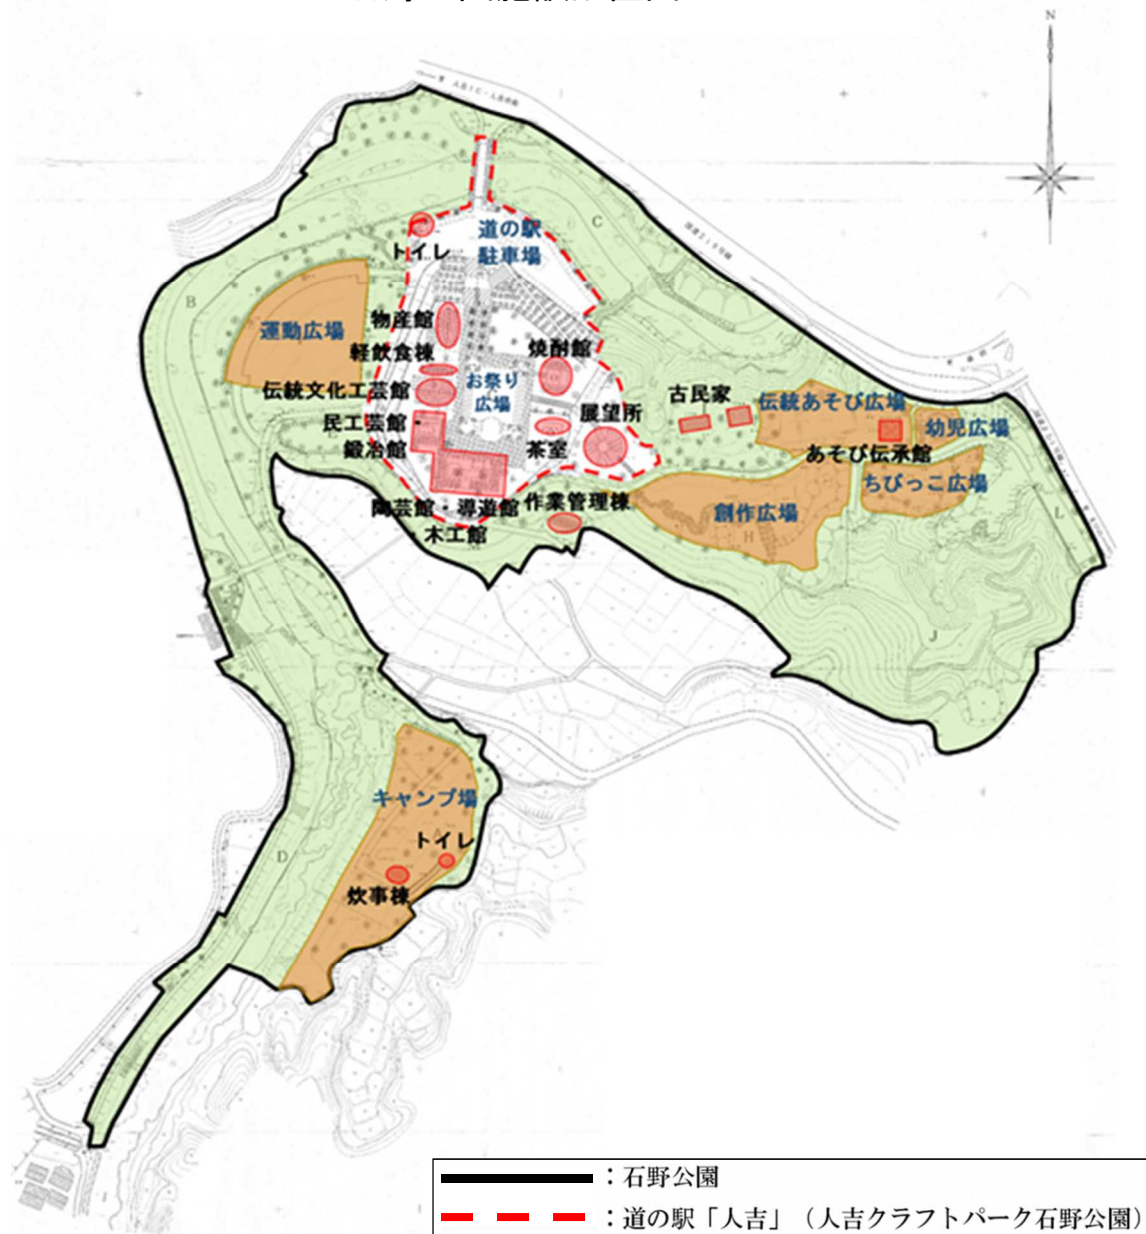 N
C
道の駅
駐車場
トイレ
B
運動広場
物産館
軽飲食棟
焼酎館
お祭り
広場
伝統文化工芸館
民工芸館・
鍛冶館
展望所
茶室
古民家
伝統あそび広場
幼児広場
あそび伝承館
ちびっこ広場
陶芸館・導遊館
木工館
作業管理棟
創作広場
H
L
J
キャンプ場
トイレ
炊事棟
D
：石野公園
：道の駅「人吉」（人吉クラフトパーク石野公園）